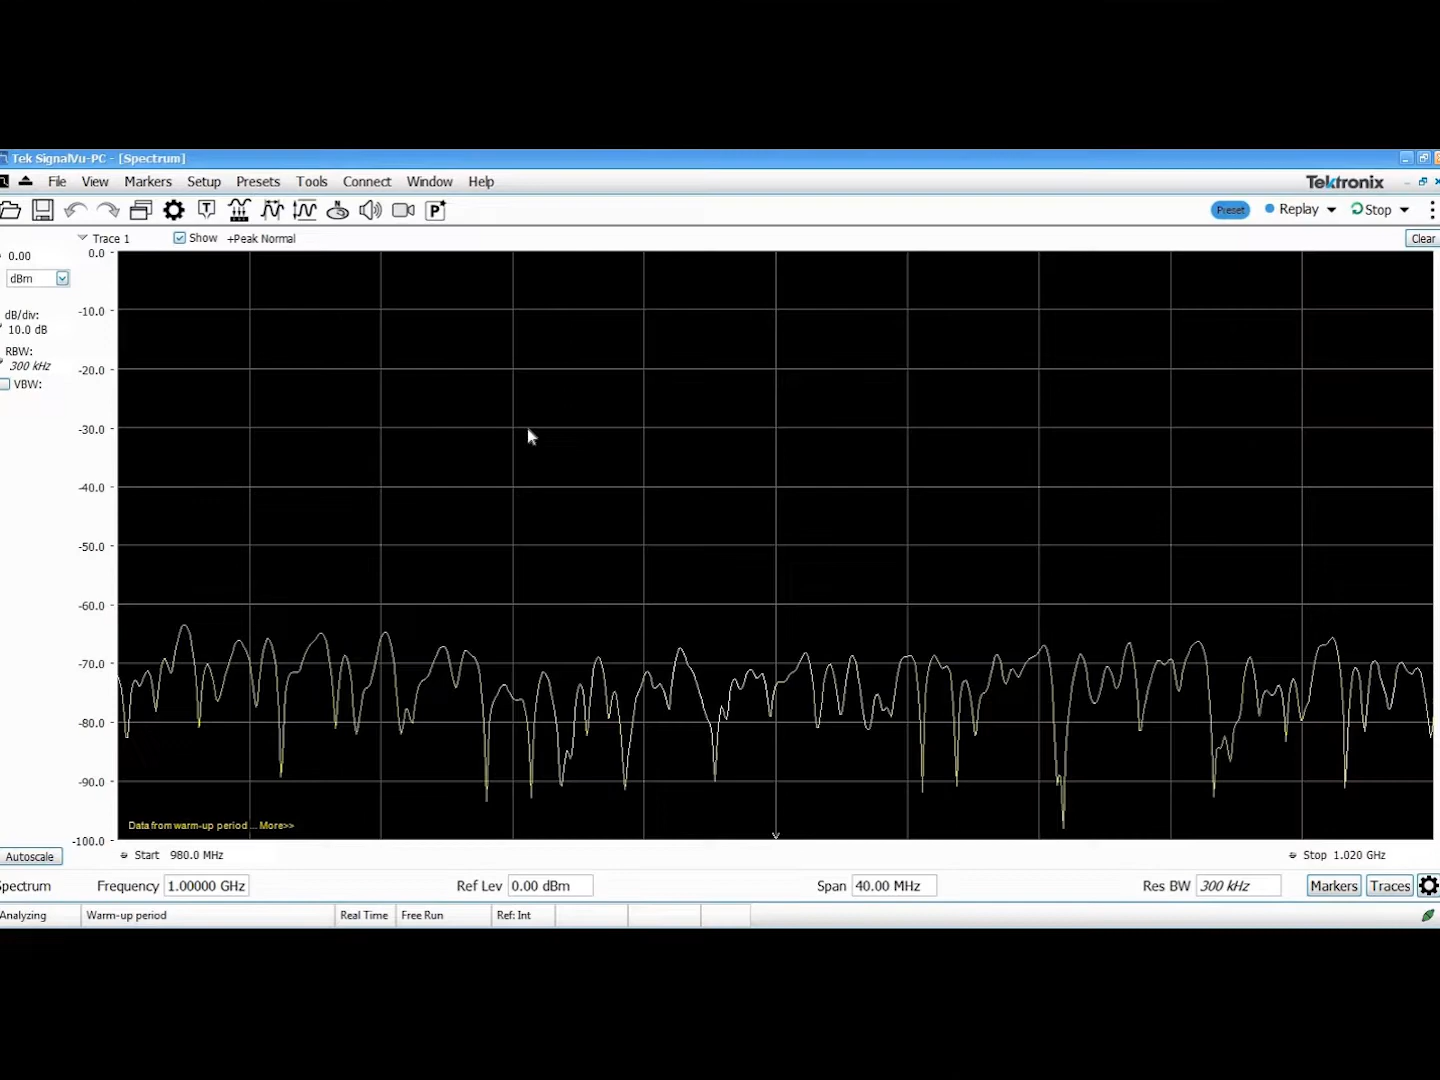 Tek SignalVu-PC - [Spectrum]
File View Markers Setup Presets Tools Connect Window Help
Tektronix
Preset Replay Stop
Trace 1 Show +Peak Normal
Clear
0.00
dBm
dB/div:
10.0 dB
RBW:
300 kHz
VBW:
0.0
-10.0
-20.0
-30.0
-40.0
-50.0
-60.0
-70.0
-80.0
-90.0
-100.0
Data from warm-up period ... More>>
Autoscale
Start 980.0 MHz
Stop 1.020 GHz
Spectrum Frequency 1.00000 GHz Ref Lev 0.00 dBm Span 40.00 MHz Res BW 300 kHz Markers Traces
Analyzing Warm-up period Real Time Free Run Ref: Int